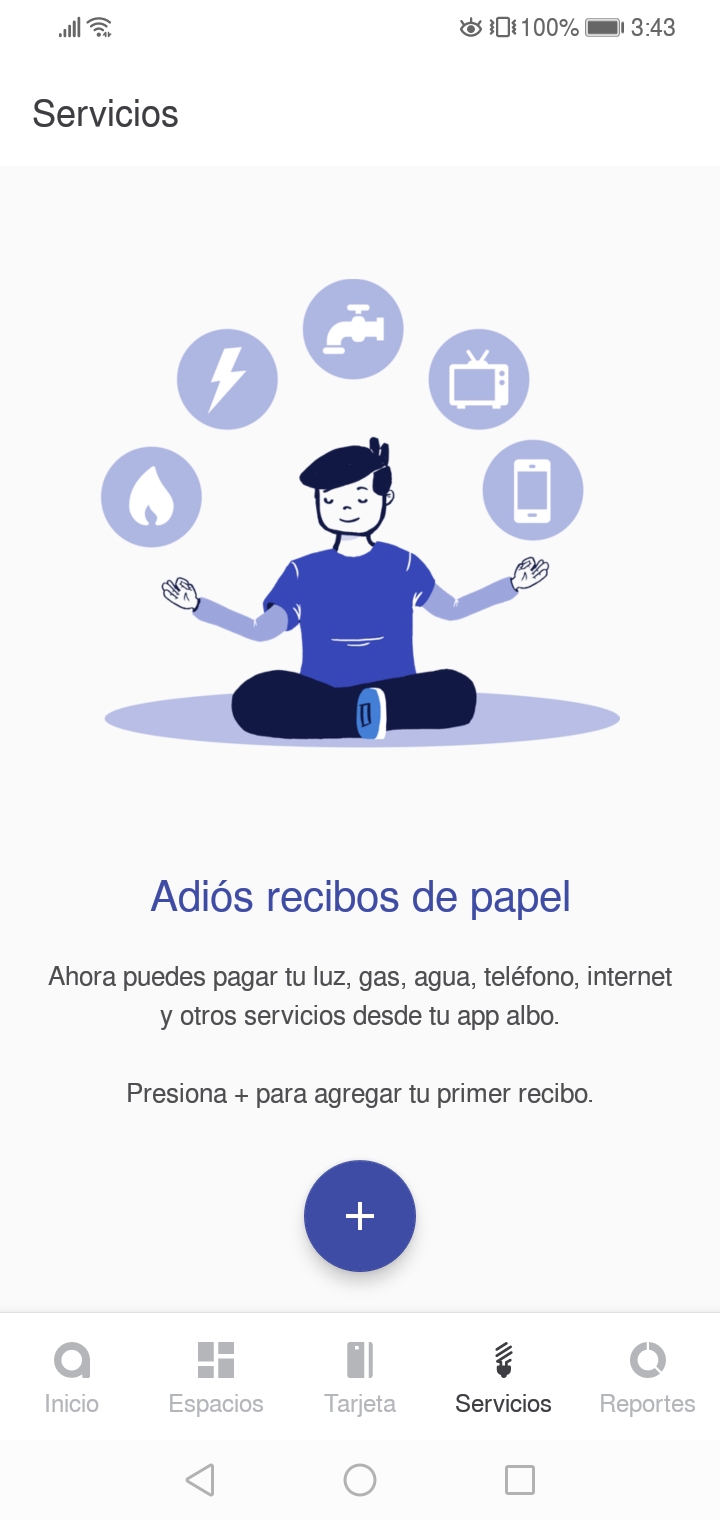 100% 3:43
Servicios
Adiós recibos de papel
Ahora puedes pagar tu luz, gas, agua, teléfono, internet
y otros servicios desde tu app albo.
Presiona + para agregar tu primer recibo.
+
Inicio Espacios Tarjeta Servicios Reportes